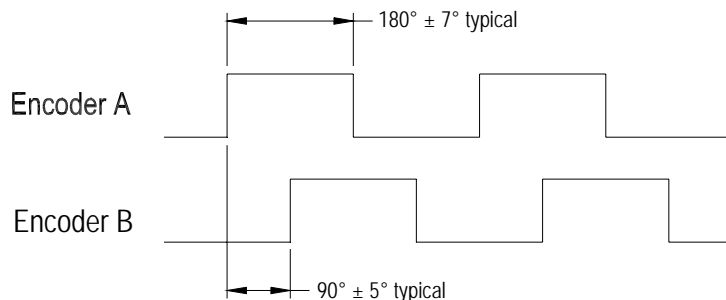 180° ± 7° typical
Encoder A
Encoder B
90° ± 5° typical